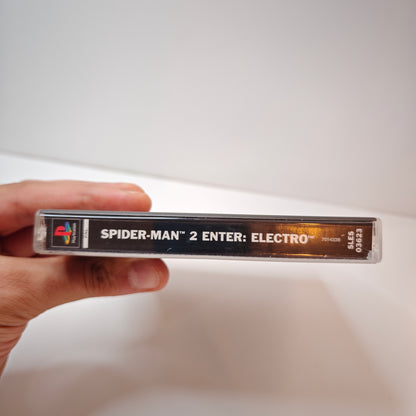 SPIDER-MAN™ 2 ENTER: ELECTRO™
SLES
03623